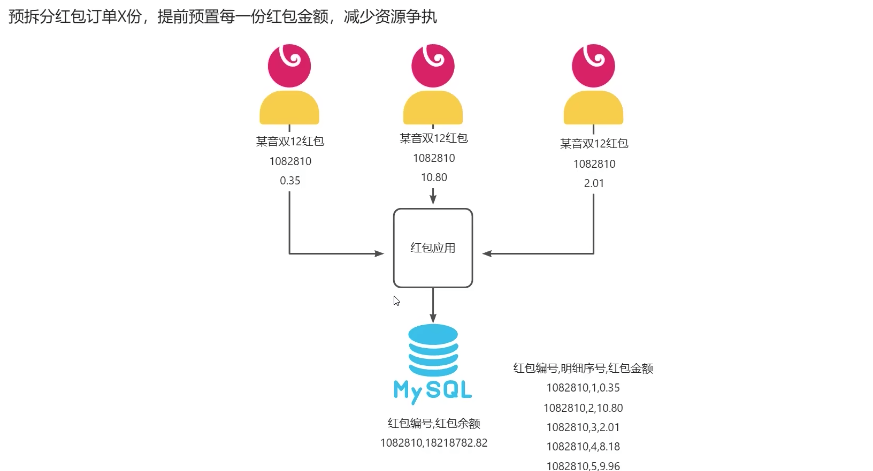 预拆分红包订单X份，提前预置每一份红包金额，减少资源争执
某音双12红包
1082810
0.35
某音双12红包
1082810
10.80
某音双12红包
1082810
2.01
红包应用
MySQL
红包编号,红包余额
1082810,18218782.82
红包编号,明细序号,红包金额
1082810,1,0.35
1082810,2,10.80
1082810,3,2.01
1082810,4,8.18
1082810,5,9.96